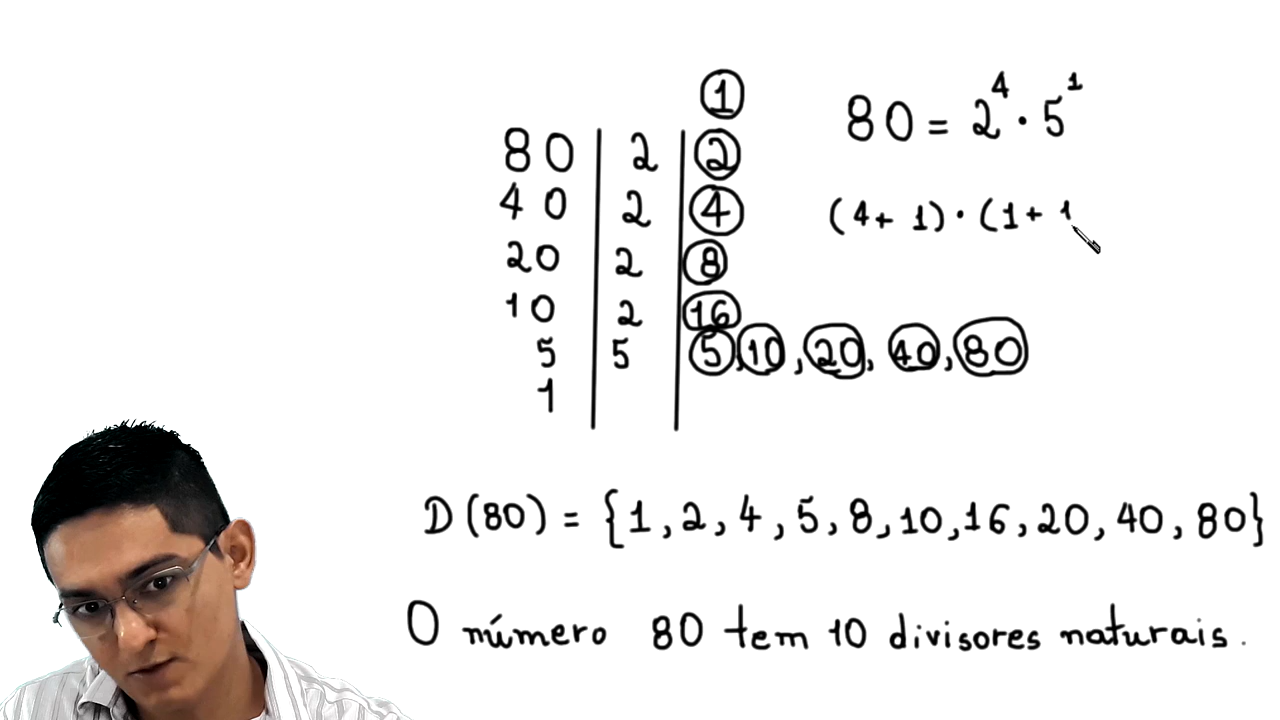 1
80 | 2 | 2
40 | 2 | 4
20 | 2 | 8
10 | 2 | 16
5 | 5 | 5, 10, 20, 40, 80
1
80 = 2⁴ · 5¹
(4 + 1) · (1 + 1
D(80) = {1, 2, 4, 5, 8, 10, 16, 20, 40, 80}
O número 80 tem 10 divisores naturais.